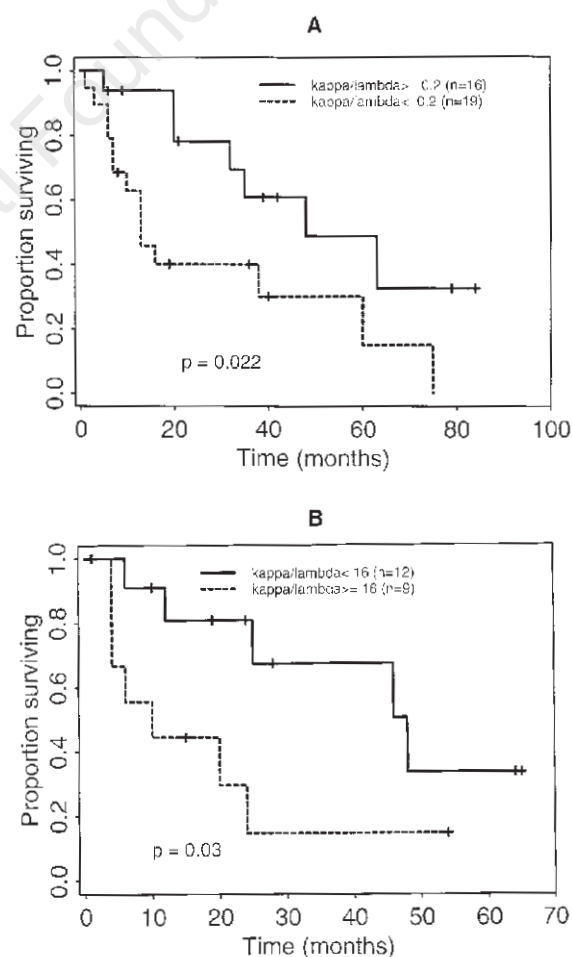 A
kappa/lambda> 0.2 (n=16)
kappa/lambda< 0.2 (n=19)
Proportion surviving
1.0
0.8
0.6
0.4
0.2
0.0
p = 0.022
0 20 40 60 80 100
Time (months)
B
kappa/lambda< 16 (n=12)
kappa/lambda>= 16 (n=9)
Proportion surviving
1.0
0.8
0.6
0.4
0.2
0.0
p = 0.03
0 10 20 30 40 50 60 70
Time (months)